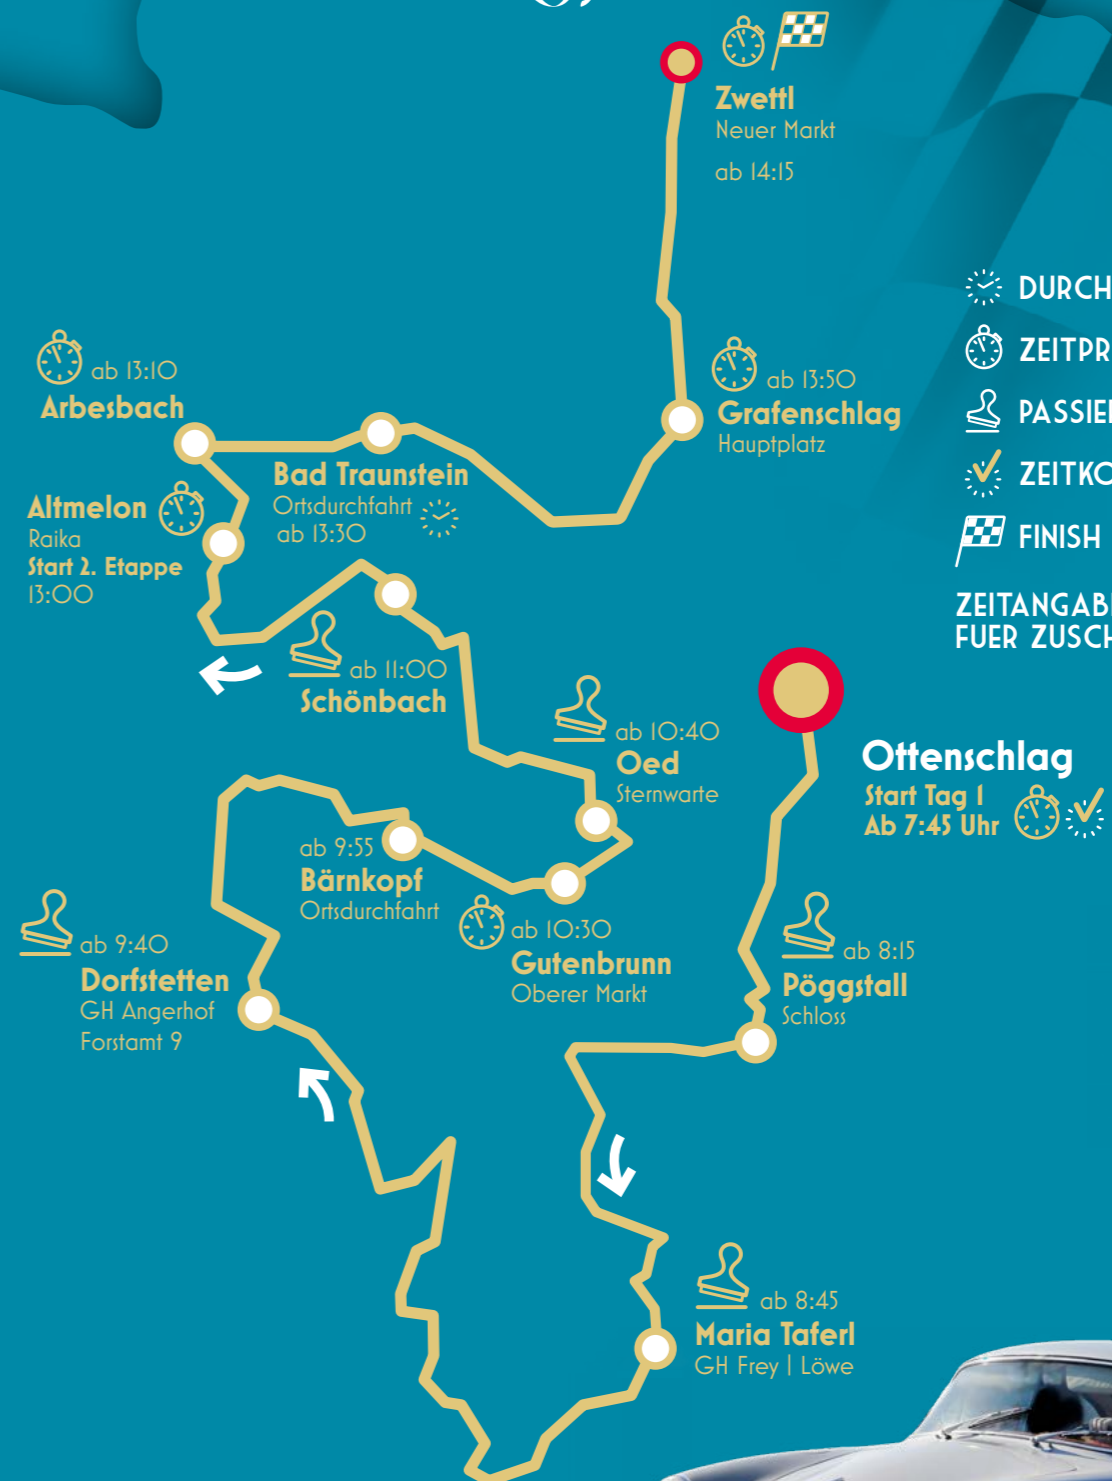 Zwettl
Neuer Markt
ab 14:15
ab 13:10
Arbesbach
ab 13:50
Grafenschlag
Hauptplatz
Bad Traunstein
Ortsdurchfahrt
ab 13:30
Altmelon
Raika
Start 2. Etappe
13:00
DURCH
ZEITPR
PASSIE
ZEITKO
FINISH
ZEITANGAB
FUER ZUSCH
ab 11:00
Schönbach
ab 10:40
Oed
Sternwarte
Ottenschlag
Start Tag 1
Ab 7:45 Uhr
ab 9:55
Bärnkopf
Ortsdurchfahrt
ab 10:30
Gutenbrunn
Oberer Markt
ab 9:40
Dorfstetten
GH Angerhof
Forstamt 9
ab 8:15
Pöggstall
Schloss
ab 8:45
Maria Taferl
GH Frey | Löwe